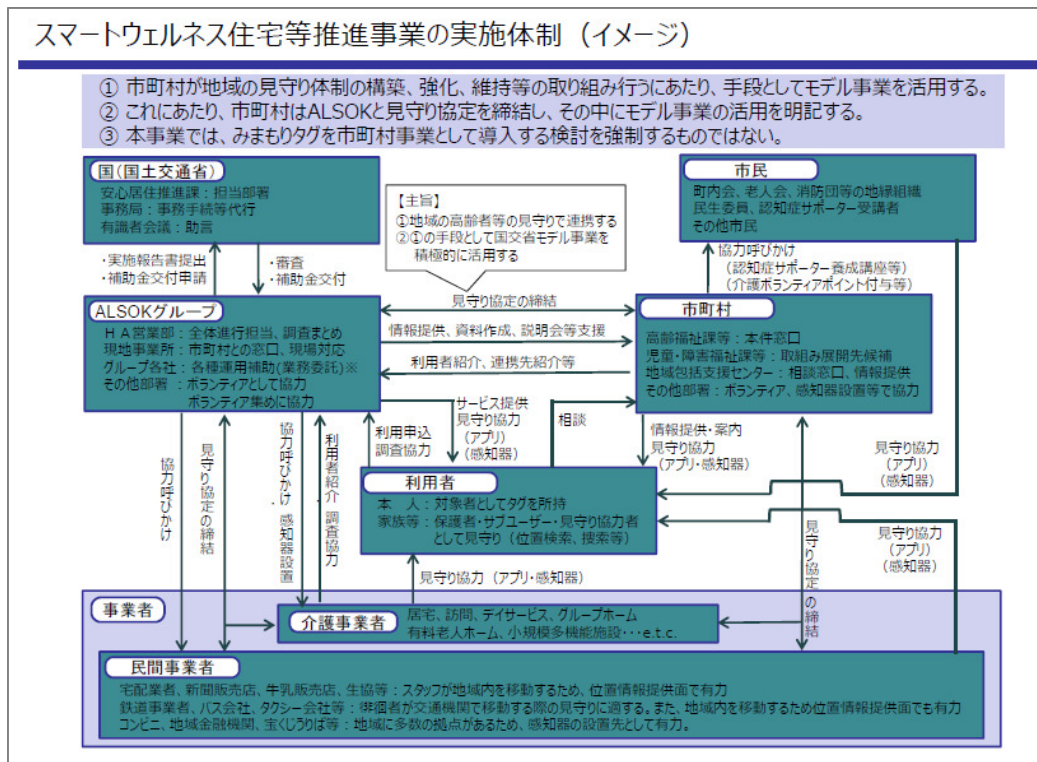 スマートウェルネス住宅等推進事業の実施体制（イメージ）
① 市町村が地域の見守り体制の構築、強化、維持等の取り組み行うにあたり、手段としてモデル事業を活用する。
② これにあたり、市町村はALSOKと見守り協定を締結し、その中にモデル事業の活用を明記する。
③ 本事業では、みまもりタグを市町村事業として導入する検討を強制するものではない。
国（国土交通省）
安心居住推進課：担当部署
事務局：事務手続等代行
有識者会議：助言
【主旨】
①地域の高齢者等の見守りで連携する
②①の手段として国交省モデル事業を
積極的に活用する
市民
町内会、老人会、消防団等の地縁組織
民生委員、認知症サポーター受講者
その他市民
・実施報告書提出
・補助金交付申請
・審査
・補助金交付
協力呼びかけ
（認知症サポーター養成講座等）
（介護ボランティアポイント付与等）
ALSOKグループ
ＨＡ営業部：全体進行担当、調査まとめ
現地事業所：市町村との窓口、現場対応
グループ各社：各種運用補助(業務委託)※
その他部署：ボランティアとして協力
ボランティア集めに協力
見守り協定の締結
情報提供、資料作成、説明会等支援
利用者紹介、連携先紹介等
市町村
高齢福祉課等：本件窓口
児童・障害福祉課等：取組み展開先候補
地域包括支援センター：相談窓口、情報提供
その他部署：ボランティア、感知器設置等で協力
協力呼びかけ
見守り協定の締結
協力呼びかけ・感知器設置
利用者紹介 調査協力
利用申込
調査協力
サービス提供
見守り協力
（アプリ）
（感知器）
相談
情報提供・案内
見守り協力
（アプリ・感知器）
見守り協力
（アプリ）
（感知器）
利用者
本　人：対象者としてタグを所持
家族等：保護者・サブユーザー・見守り協力者
として見守り（位置検索、捜索等）
見守り協力（アプリ・感知器）
見守り協定の締結
見守り協力
（アプリ）
（感知器）
事業者
介護事業者
居宅、訪問、デイサービス、グループホーム
有料老人ホーム、小規模多機能施設・・・e.t.c.
民間事業者
宅配業者、新聞販売店、牛乳販売店、生協等：スタッフが地域内を移動するため、位置情報提供面で有力
鉄道事業者、バス会社、タクシー会社等：徘徊者が交通機関で移動する際の見守りに適する。また、地域内を移動するため位置情報提供面でも有力
コンビニ、地域金融機関、宝くじうりば等：地域に多数の拠点があるため、感知器の設置先として有力。